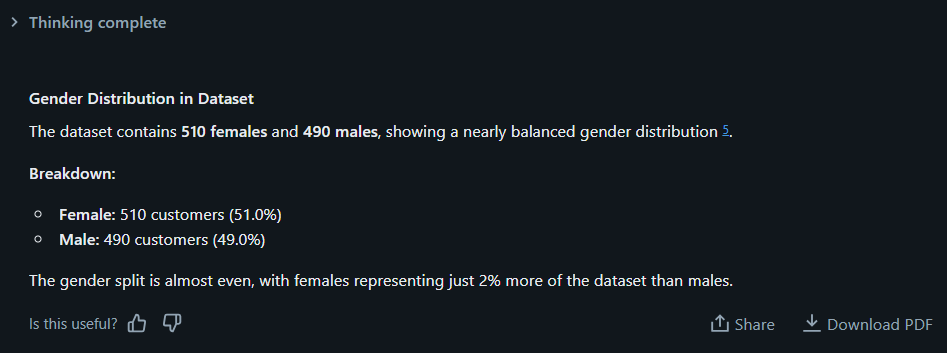 Thinking complete
Gender Distribution in Dataset
The dataset contains 510 females and 490 males, showing a nearly balanced gender distribution 5.
Breakdown:
Female: 510 customers (51.0%)
Male: 490 customers (49.0%)
The gender split is almost even, with females representing just 2% more of the dataset than males.
Is this useful? Share Download PDF